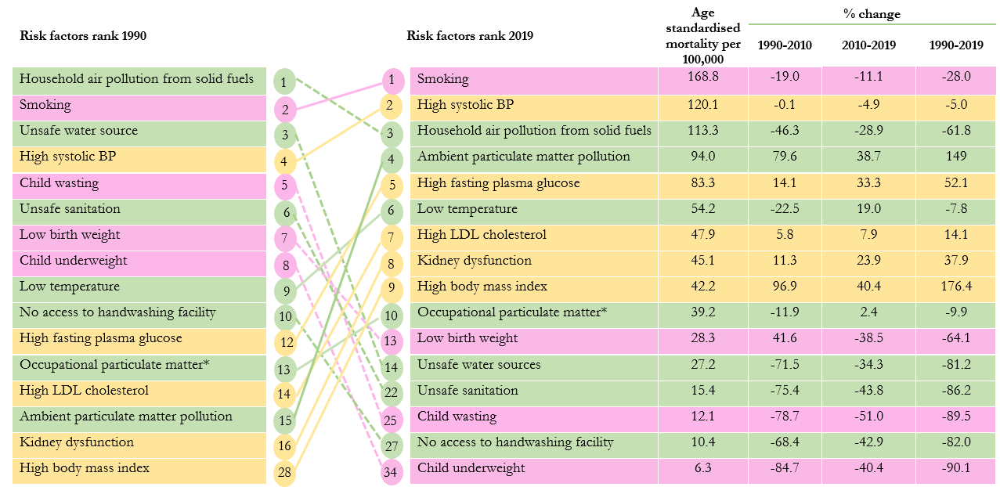 Risk factors rank 1990
Risk factors rank 2019
Age
standardised
mortality per
100,000
% change
1990-2010
2010-2019
1990-2019
Household air pollution from solid fuels 1 1 Smoking 168.8 -19.0 -11.1 -28.0
Smoking 2 2 High systolic BP 120.1 -0.1 -4.9 -5.0
Unsafe water source 3 3 Household air pollution from solid fuels 113.3 -46.3 -28.9 -61.8
High systolic BP 4 4 Ambient particulate matter pollution 94.0 79.6 38.7 149
Child wasting 5 5 High fasting plasma glucose 83.3 14.1 33.3 52.1
Unsafe sanitation 6 6 Low temperature 54.2 -22.5 19.0 -7.8
Low birth weight 7 7 High LDL cholesterol 47.9 5.8 7.9 14.1
Child underweight 8 8 Kidney dysfunction 45.1 11.3 23.9 37.9
Low temperature 9 9 High body mass index 42.2 96.9 40.4 176.4
No access to handwashing facility 10 10 Occupational particulate matter* 39.2 -11.9 2.4 -9.9
High fasting plasma glucose 12 13 Low birth weight 28.3 41.6 -38.5 -64.1
Occupational particulate matter* 13 14 Unsafe water sources 27.2 -71.5 -34.3 -81.2
High LDL cholesterol 14 22 Unsafe sanitation 15.4 -75.4 -43.8 -86.2
Ambient particulate matter pollution 15 25 Child wasting 12.1 -78.7 -51.0 -89.5
Kidney dysfunction 16 27 No access to handwashing facility 10.4 -68.4 -42.9 -82.0
High body mass index 28 34 Child underweight 6.3 -84.7 -40.4 -90.1